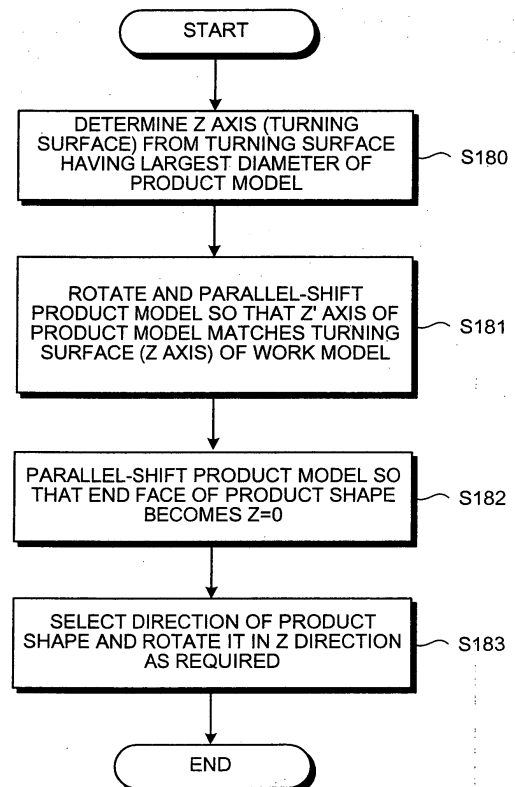 START
DETERMINE Z AXIS (TURNING
SURFACE) FROM TURNING SURFACE
HAVING LARGEST DIAMETER OF
PRODUCT MODEL
S180
ROTATE AND PARALLEL-SHIFT
PRODUCT MODEL SO THAT Z' AXIS OF
PRODUCT MODEL MATCHES TURNING
SURFACE (Z AXIS) OF WORK MODEL
S181
PARALLEL-SHIFT PRODUCT MODEL SO
THAT END FACE OF PRODUCT SHAPE
BECOMES Z=0
S182
SELECT DIRECTION OF PRODUCT
SHAPE AND ROTATE IT IN Z DIRECTION
AS REQUIRED
S183
END